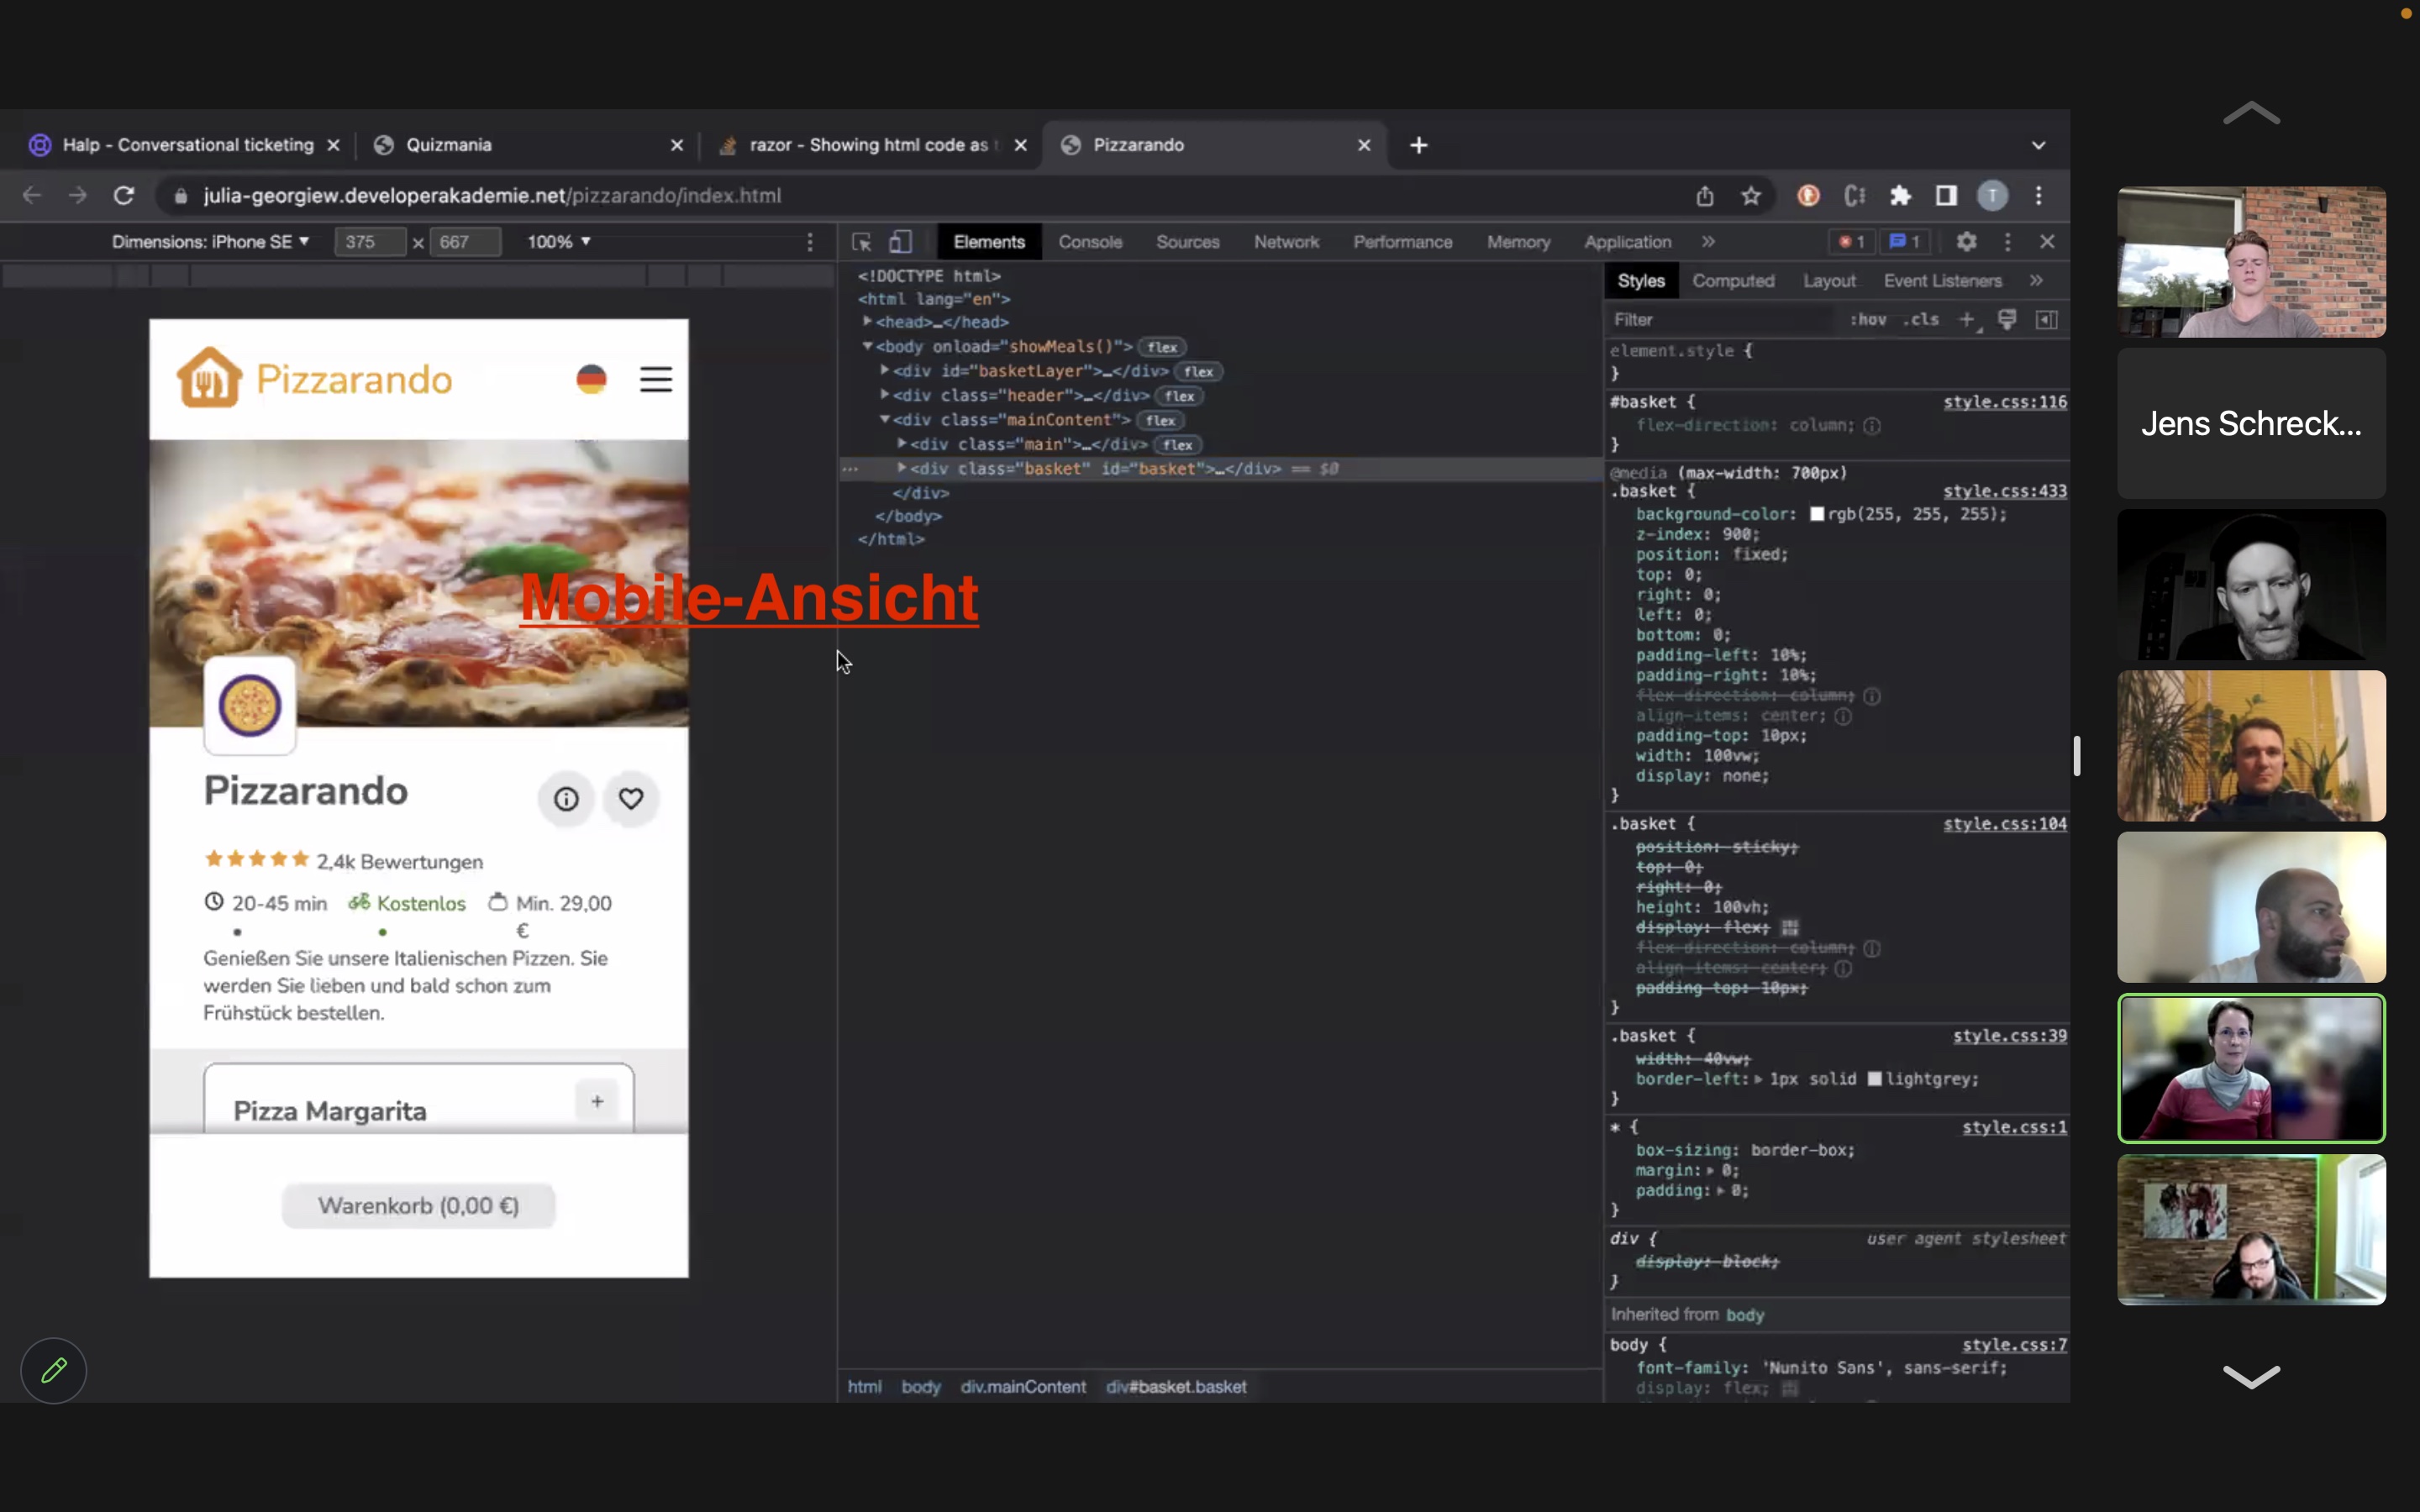 Halp - Conversational ticketing
Quizmania
razor - Showing html code as
Pizzarando
julia-georgiew.developerakademie.net/pizzarando/index.html
T
Dimensions: iPhone SE ▼ 375 × 667 100% ▼
Elements Console Sources Network Performance Memory Application » 1 1
Pizzarando
Pizzarando
2,4k Bewertungen
20-45 min Kostenlos Min. 29,00
€
Genießen Sie unsere Italienischen Pizzen. Sie
werden Sie lieben und bald schon zum
Frühstück bestellen.
Pizza Margarita +
Warenkorb (0,00 €)
Mobile-Ansicht
<!DOCTYPE html>
<html lang="en">
<head>…</head>
<body onload="showMeals()"> flex
<div id="basketLayer">…</div> flex
<div class="header">…</div> flex
<div class="mainContent"> flex
<div class="main">…</div> flex
<div class="basket" id="basket">…</div> == $0
</div>
</body>
</html>
html body div.mainContent div#basket.basket
Styles Computed Layout Event Listeners »
Filter :hov .cls +
element.style {
}
#basket { style.css:116
flex-direction: column;
}
@media (max-width: 700px)
.basket { style.css:433
background-color: rgb(255, 255, 255);
z-index: 900;
position: fixed;
top: 0;
right: 0;
left: 0;
bottom: 0;
padding-left: 10%;
padding-right: 10%;
flex-direction: column;
align-items: center;
padding-top: 10px;
width: 100vw;
display: none;
}
.basket { style.css:104
position: sticky;
top: 0;
right: 0;
height: 100vh;
display: flex;
flex-direction: column;
align-items: center;
padding-top: 10px;
}
.basket { style.css:39
width: 40vw;
border-left: 1px solid lightgrey;
}
* { style.css:1
box-sizing: border-box;
margin: 0;
padding: 0;
}
div { user agent stylesheet
display: block;
}
Inherited from body
body { style.css:7
font-family: 'Nunito Sans', sans-serif;
display: flex;
Jens Schreck...